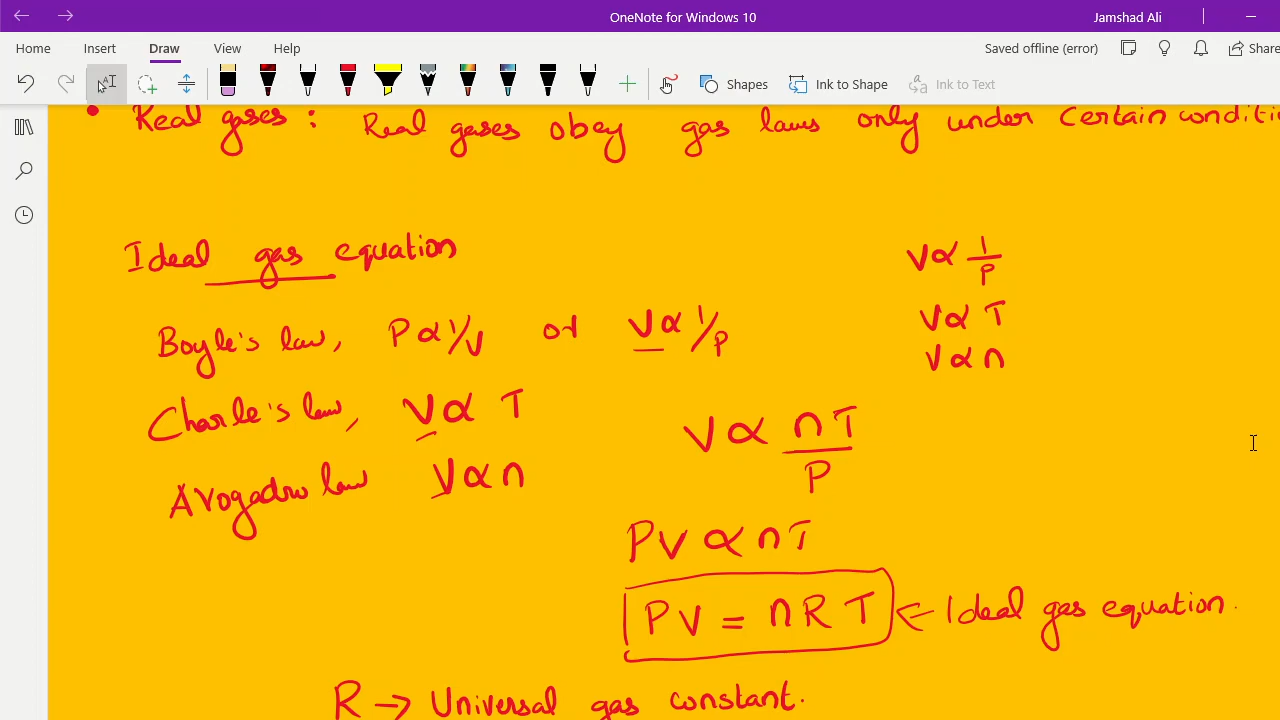 OneNote for Windows 10
Jamshad Ali
Home Insert Draw View Help
Saved offline (error)
Share
Shapes
Ink to Shape
Ink to Text
• Real gases : Real gases obey gas laws only under certain conditi
Ideal gas equation
Boyle's law, P ∝ 1/V or V ∝ 1/P
Charle's law, V ∝ T
Avogadro law V ∝ n
V ∝ 1/P
V ∝ T
V ∝ n
V ∝ nT/P
PV ∝ nT
PV = nRT ← Ideal gas equation.
R → Universal gas constant.